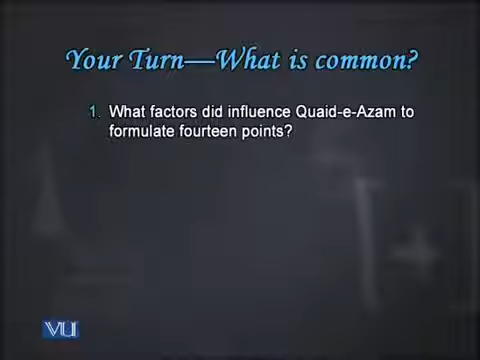 Your Turn—What is common?
1. What factors did influence Quaid-e-Azam to
formulate fourteen points?
VU